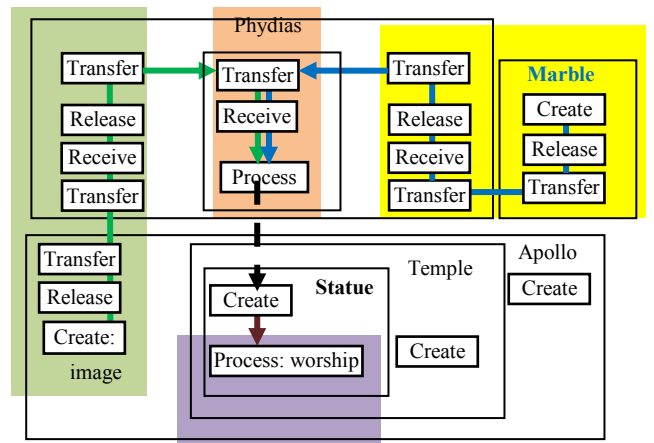 Phydias
Transfer
Transfer
Transfer
Marble
Release
Receive
Release
Create
Receive
Receive
Release
Process
Transfer
Transfer
Transfer
Transfer
Temple
Apollo
Release
Create
Statue
Create
Create:
image
Process: worship
Create